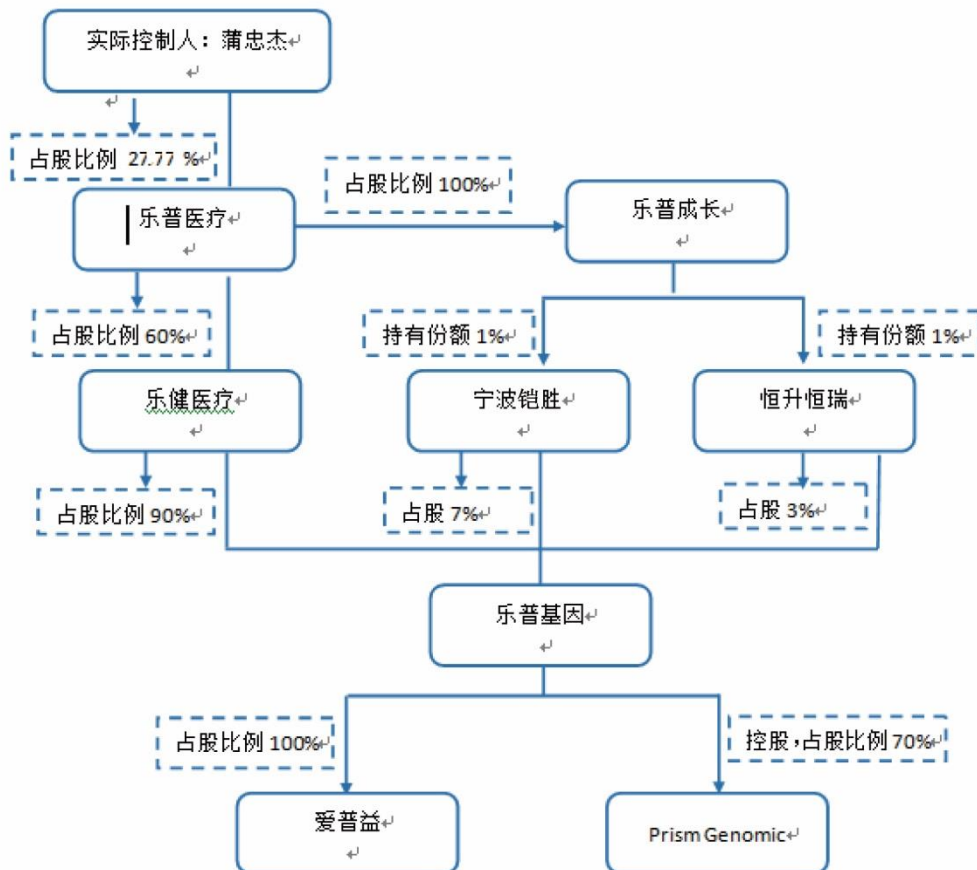 实际控制人：蒲忠杰
占股比例 27.77 %
占股比例 100%
乐普医疗
乐普成长
占股比例 60%
持有份额 1%
持有份额 1%
乐健医疗
宁波铠胜
恒升恒瑞
占股比例 90%
占股 7%
占股 3%
乐普基因
占股比例 100%
控股，占股比例 70%
爱普益
Prism Genomic